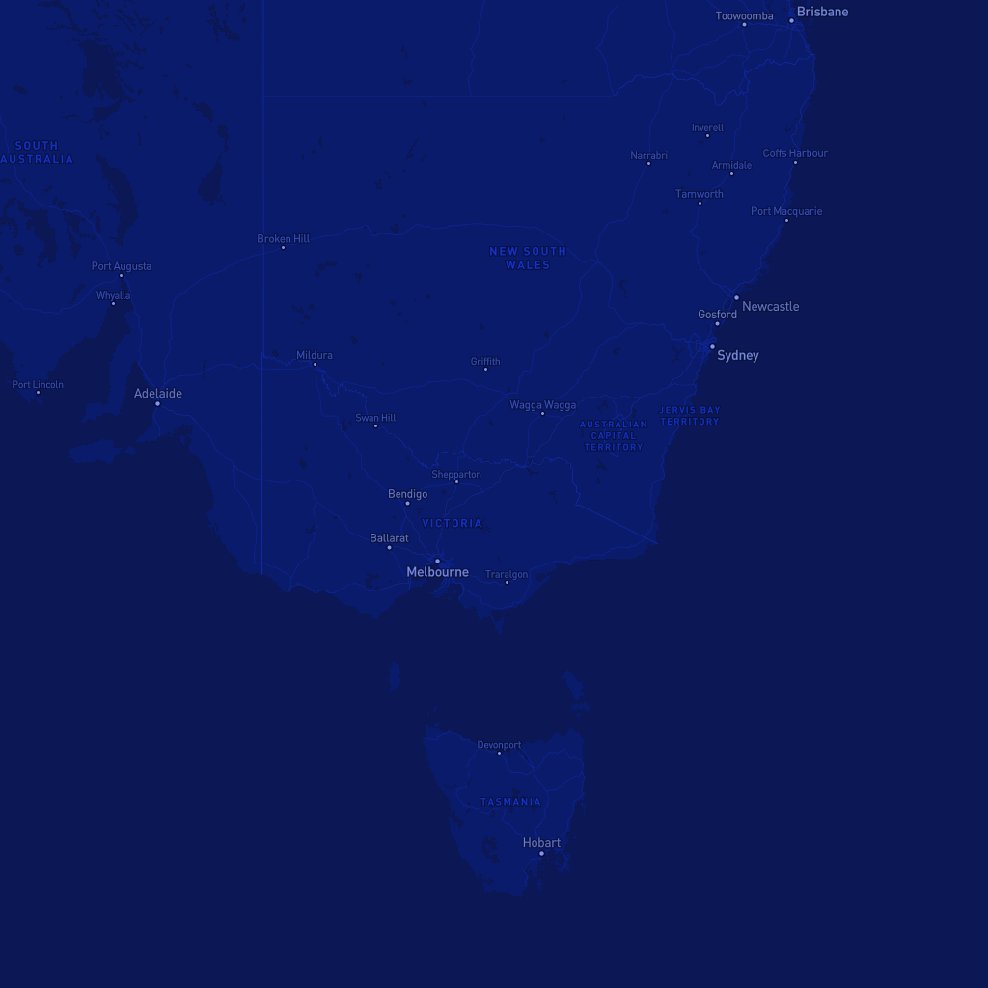 Brisbane
Toowoomba
Inverell
SOUTH
AUSTRALIA
Narrabri
Coffs Harbour
Armidale
Tamworth
Port Macquarie
Broken Hill
NEW SOUTH
WALES
Port Augusta
Whyalla
Newcastle
Gosford
Mildura
Sydney
Griffith
Port Lincoln
Adelaide
Wagga Wagga
JERVIS BAY
TERRITORY
Swan Hill
AUSTRALIAN
CAPITAL
TERRITORY
Shepparton
Bendigo
VICTORIA
Ballarat
Melbourne
Traralgon
Devonport
TASMANIA
Hobart